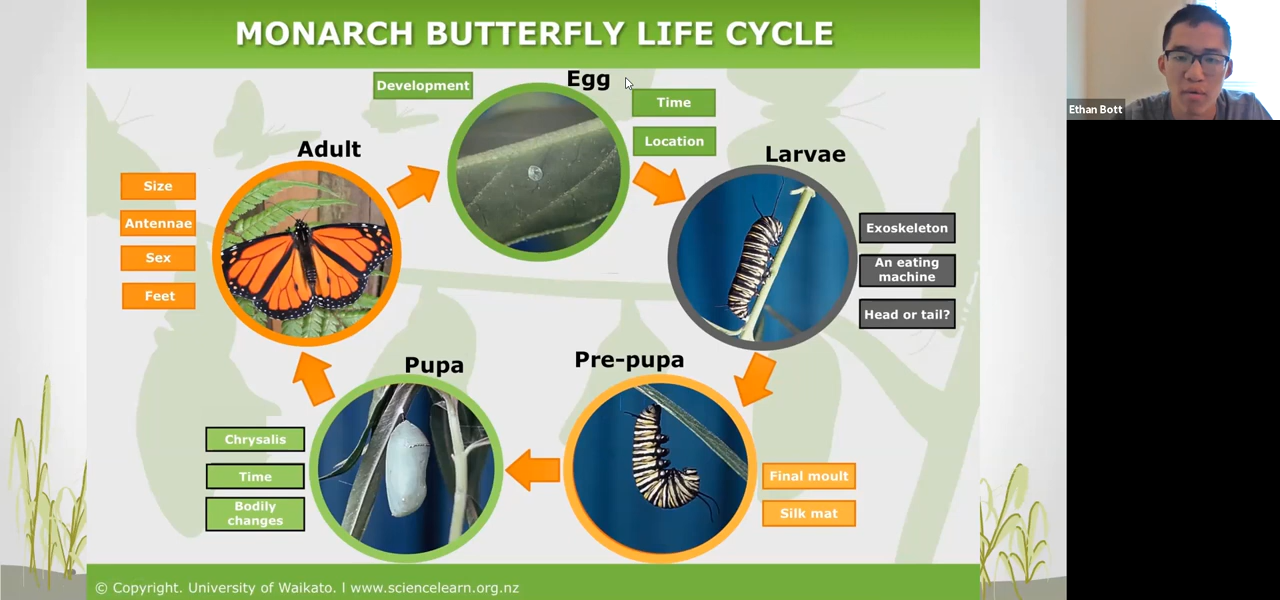 MONARCH BUTTERFLY LIFE CYCLE
Egg
Development
Time
Location
Larvae
Exoskeleton
An eating
machine
Head or tail?
Pre-pupa
Final moult
Silk mat
Pupa
Chrysalis
Time
Bodily
changes
Adult
Size
Antennae
Sex
Feet
© Copyright. University of Waikato. l www.sciencelearn.org.nz
Ethan Bott